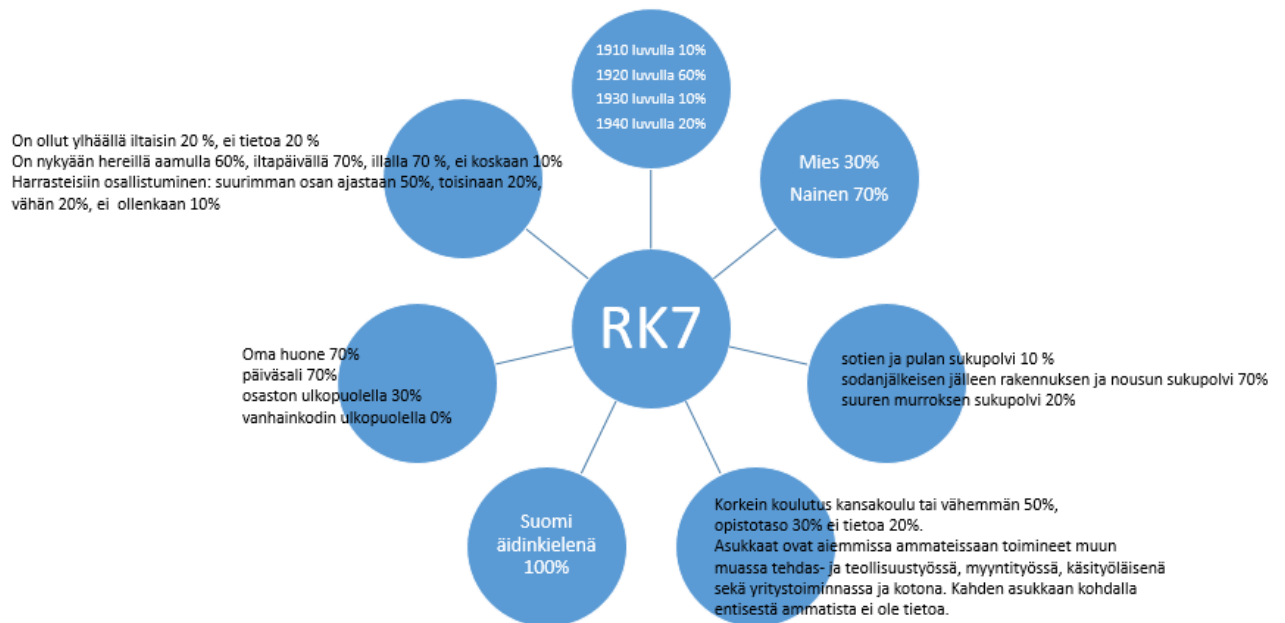 1910 luvulla 10%
1920 luvulla 60%
1930 luvulla 10%
1940 luvulla 20%
Mies 30%
Nainen 70%
sotien ja pulan sukupolvi 10 %
sodanjälkeisen jälleen rakennuksen ja nousun sukupolvi 70%
suuren murroksen sukupolvi 20%
Korkein koulutus kansakoulu tai vähemmän 50%,
opistotaso 30% ei tietoa 20%.
Asukkaat ovat aiemmissa ammateissaan toimineet muun
muassa tehdas- ja teollisuustyössä, myyntityössä, käsityöläisenä
sekä yritystoiminnassa ja kotona. Kahden asukkaan kohdalla
entisestä ammatista ei ole tietoa.
Suomi
äidinkielenä
100%
Oma huone 70%
päiväsali 70%
osaston ulkopuolella 30%
vanhainkodin ulkopuolella 0%
On ollut ylhäällä iltaisin 20 %, ei tietoa 20 %
On nykyään hereillä aamulla 60%, iltapäivällä 70%, illalla 70 %, ei koskaan 10%
Harrasteisiin osallistuminen: suurimman osan ajastaan 50%, toisinaan 20%,
vähän 20%, ei ollenkaan 10%
RK7